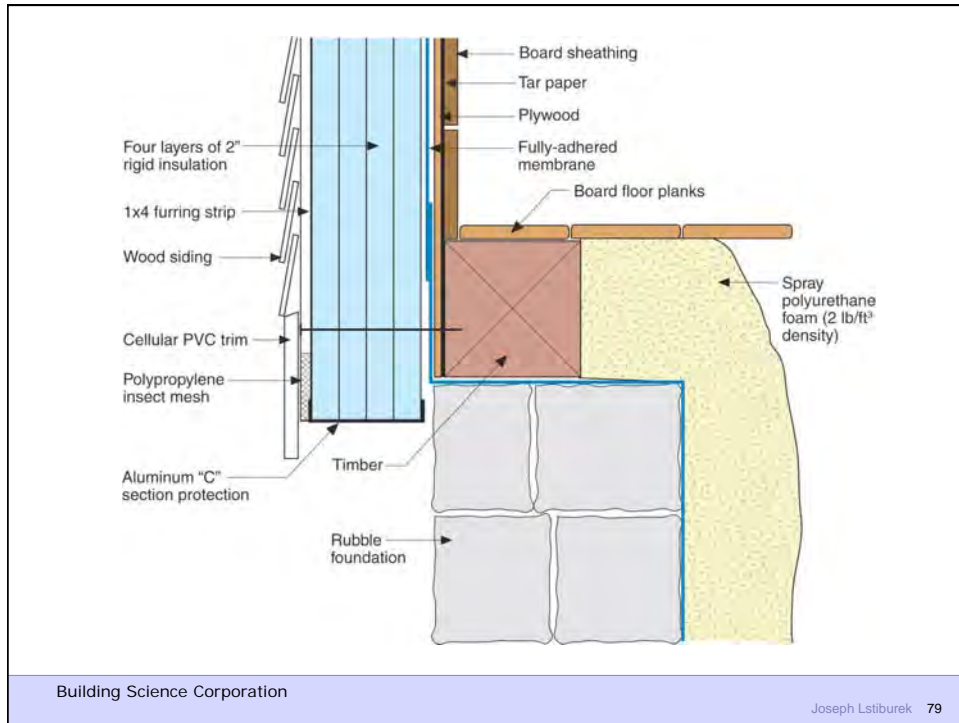 Board sheathing
Tar paper
Plywood
Fully-adhered
membrane
Board floor planks
Four layers of 2"
rigid insulation
1x4 furring strip
Wood siding
Spray
polyurethane
foam (2 lb/ft³
density)
Cellular PVC trim
Polypropylene
insect mesh
Aluminum “C”
section protection
Timber
Rubble
foundation
Building Science Corporation
Joseph Lstiburek 79